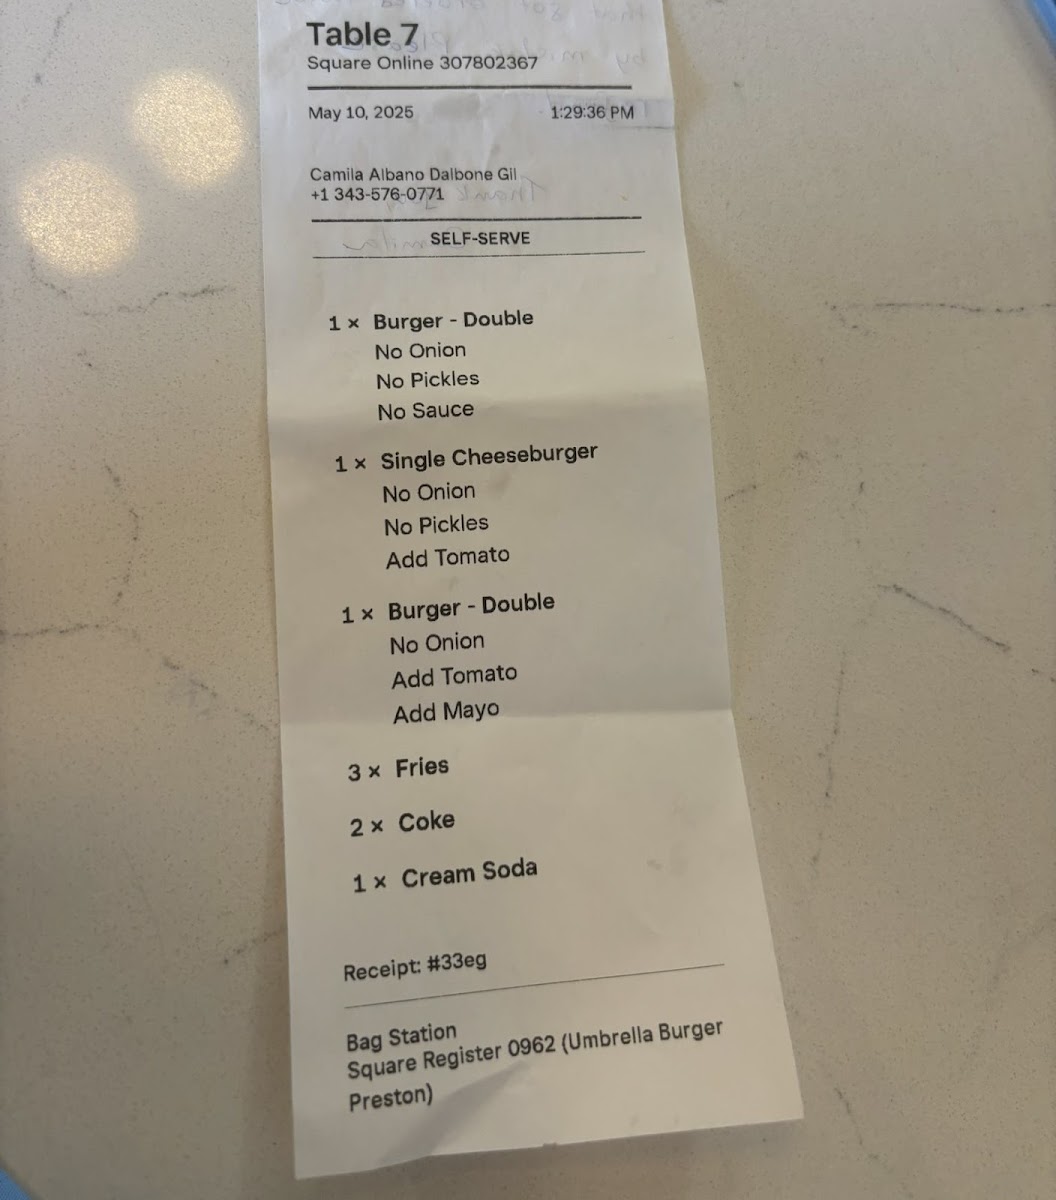 Table 7
Square Online 307802367
May 10, 2025 1:29:36 PM
Camila Albano Dalbone Gil
+1 343-576-0771
SELF-SERVE
1 × Burger - Double
No Onion
No Pickles
No Sauce
1 × Single Cheeseburger
No Onion
No Pickles
Add Tomato
1 × Burger - Double
No Onion
Add Tomato
Add Mayo
3 × Fries
2 × Coke
1 × Cream Soda
Receipt: #33eg
Bag Station
Square Register 0962 (Umbrella Burger
Preston)